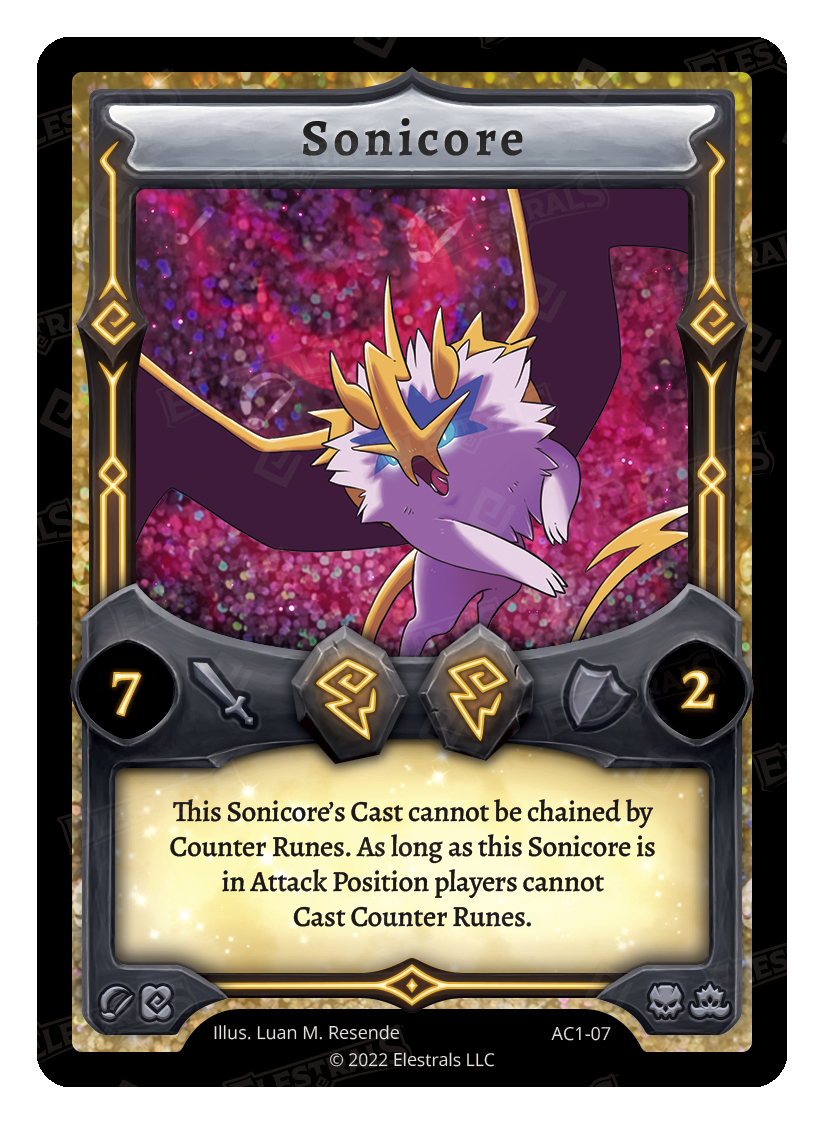 Sonicore
7
2
This Sonicore's Cast cannot be chained by
Counter Runes. As long as this Sonicore is
in Attack Position players cannot
Cast Counter Runes.
Illus. Luan M. Resende
AC1-07
© 2022 Elestrals LLC